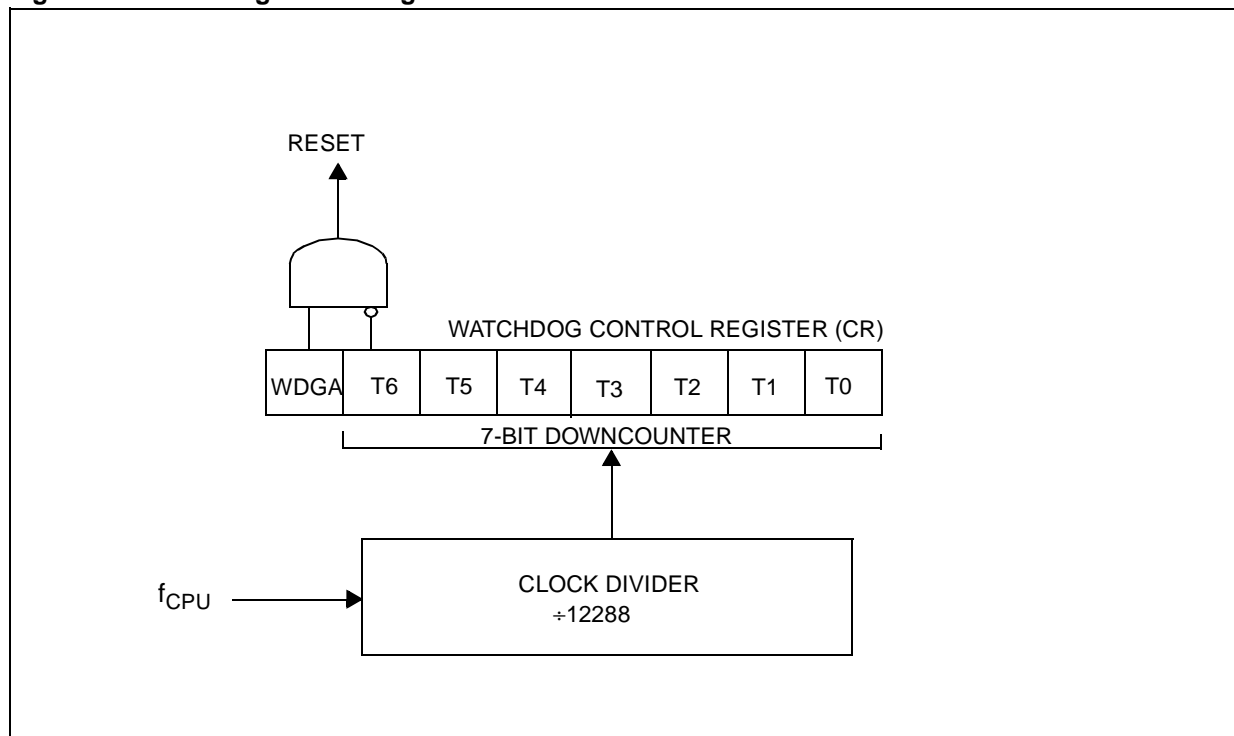 RESET
WATCHDOG CONTROL REGISTER (CR)
WDGA T6 T5 T4 T3 T2 T1 T0
7-BIT DOWNCOUNTER
fCPU
CLOCK DIVIDER
÷12288